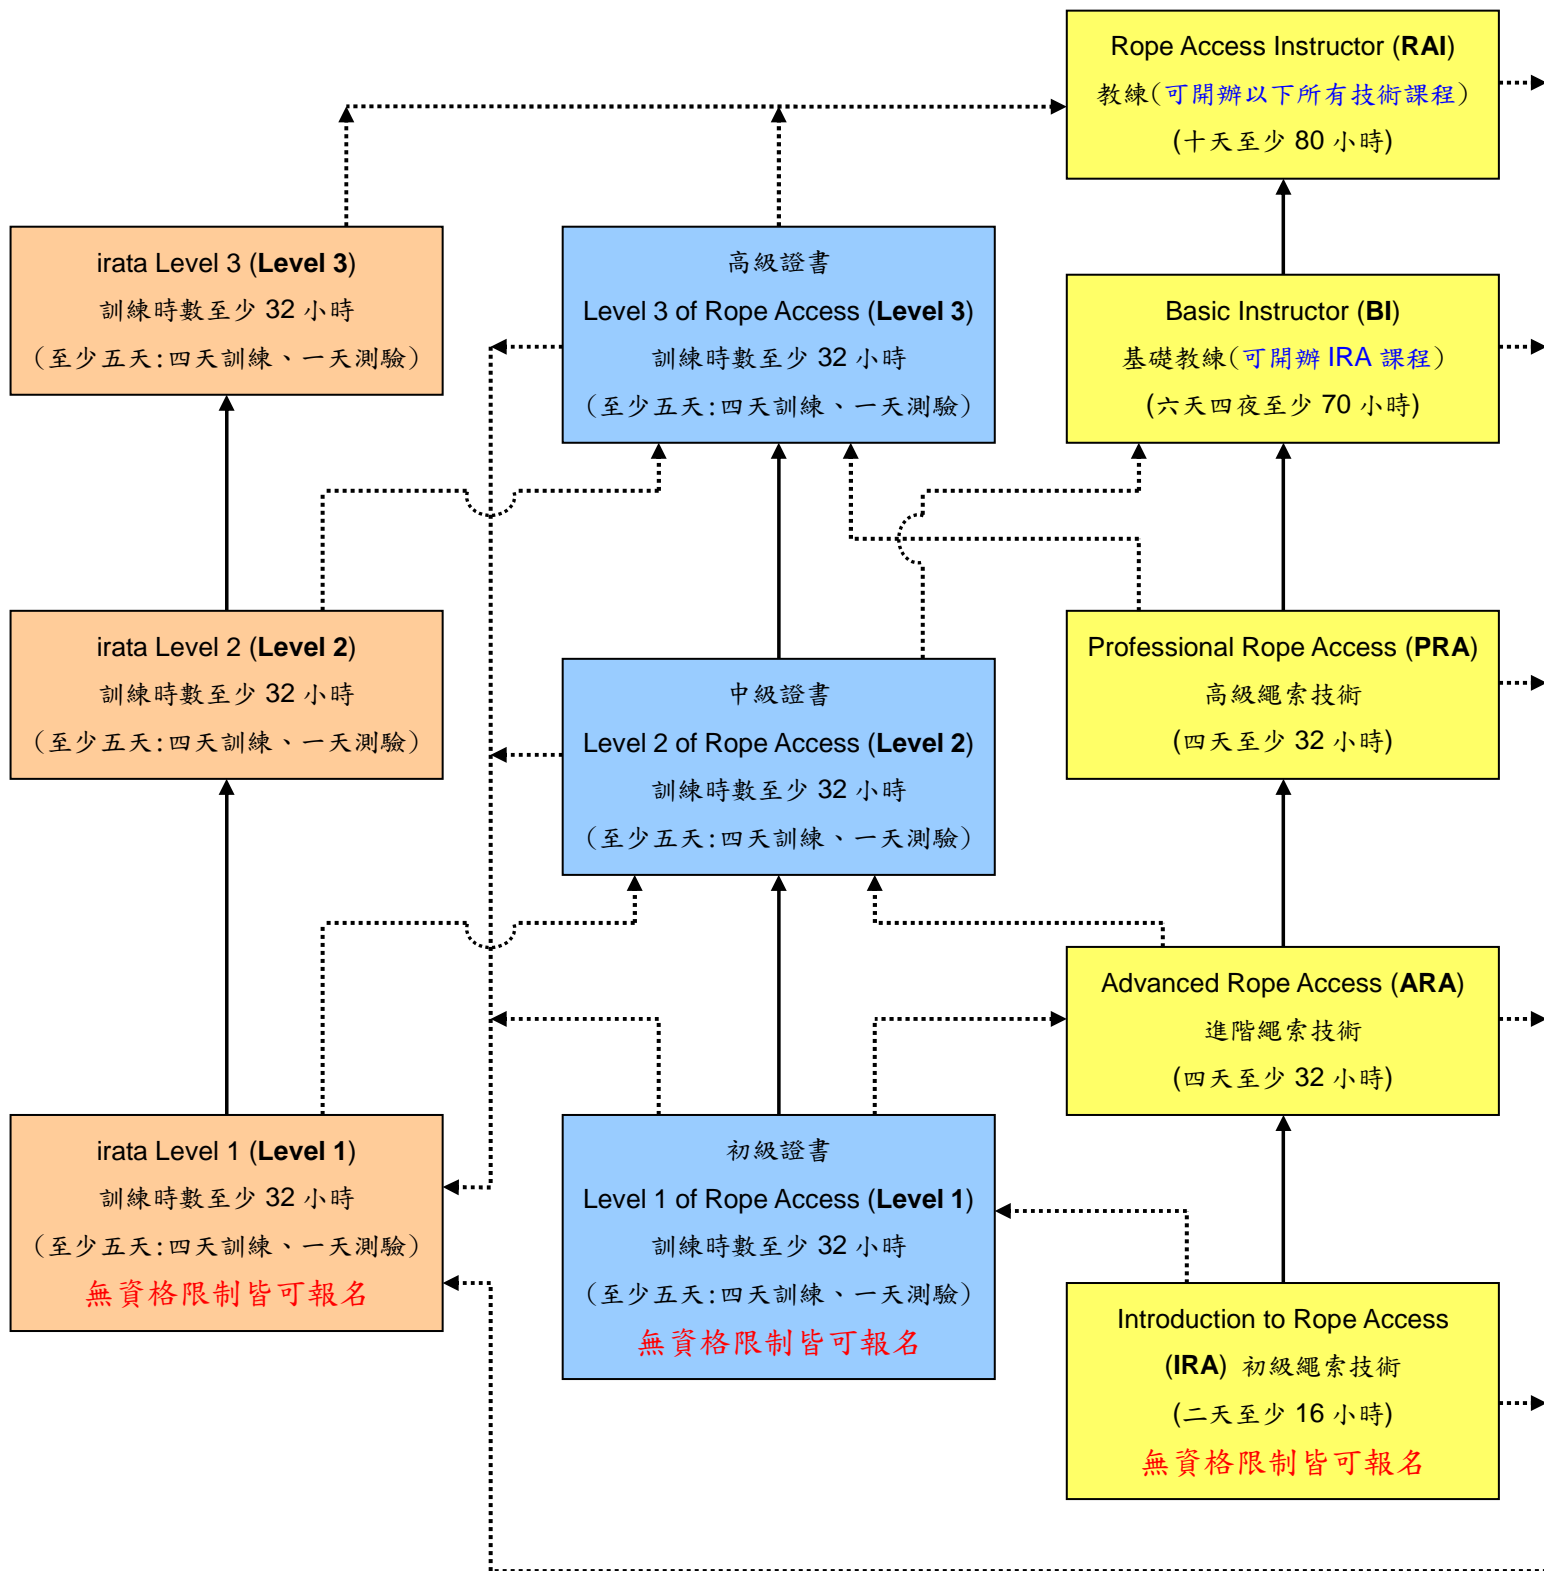 Rope Access Instructor (RAI)
教練(可開辦以下所有技術課程)
(十天至少 80 小時)
irata Level 3 (Level 3)
訓練時數至少 32 小時
(至少五天:四天訓練、一天測驗)
高級證書
Level 3 of Rope Access (Level 3)
訓練時數至少 32 小時
(至少五天:四天訓練、一天測驗)
Basic Instructor (BI)
基礎教練(可開辦 IRA 課程)
(六天四夜至少 70 小時)
irata Level 2 (Level 2)
訓練時數至少 32 小時
(至少五天:四天訓練、一天測驗)
中級證書
Level 2 of Rope Access (Level 2)
訓練時數至少 32 小時
(至少五天:四天訓練、一天測驗)
Professional Rope Access (PRA)
高級繩索技術
(四天至少 32 小時)
Advanced Rope Access (ARA)
進階繩索技術
(四天至少 32 小時)
irata Level 1 (Level 1)
訓練時數至少 32 小時
(至少五天:四天訓練、一天測驗)
無資格限制皆可報名
初級證書
Level 1 of Rope Access (Level 1)
訓練時數至少 32 小時
(至少五天:四天訓練、一天測驗)
無資格限制皆可報名
Introduction to Rope Access
(IRA) 初級繩索技術
(二天至少 16 小時)
無資格限制皆可報名